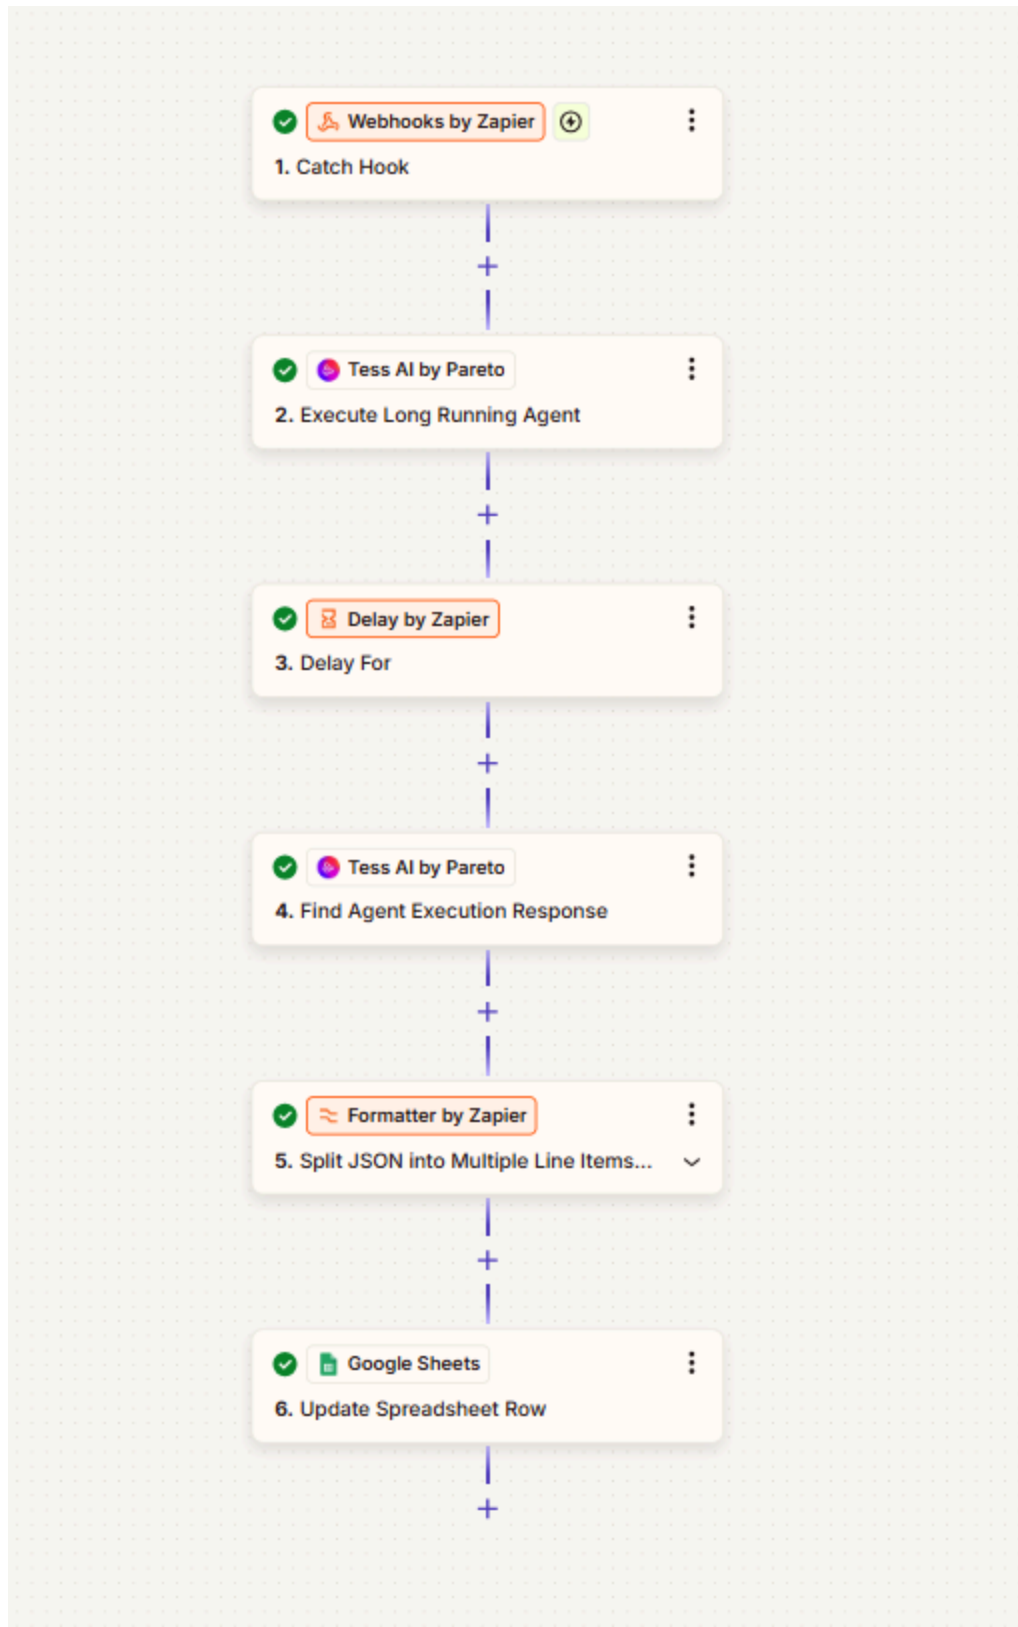 Webhooks by Zapier
1. Catch Hook
Tess AI by Pareto
2. Execute Long Running Agent
Delay by Zapier
3. Delay For
Tess AI by Pareto
4. Find Agent Execution Response
Formatter by Zapier
5. Split JSON into Multiple Line Items...
Google Sheets
6. Update Spreadsheet Row